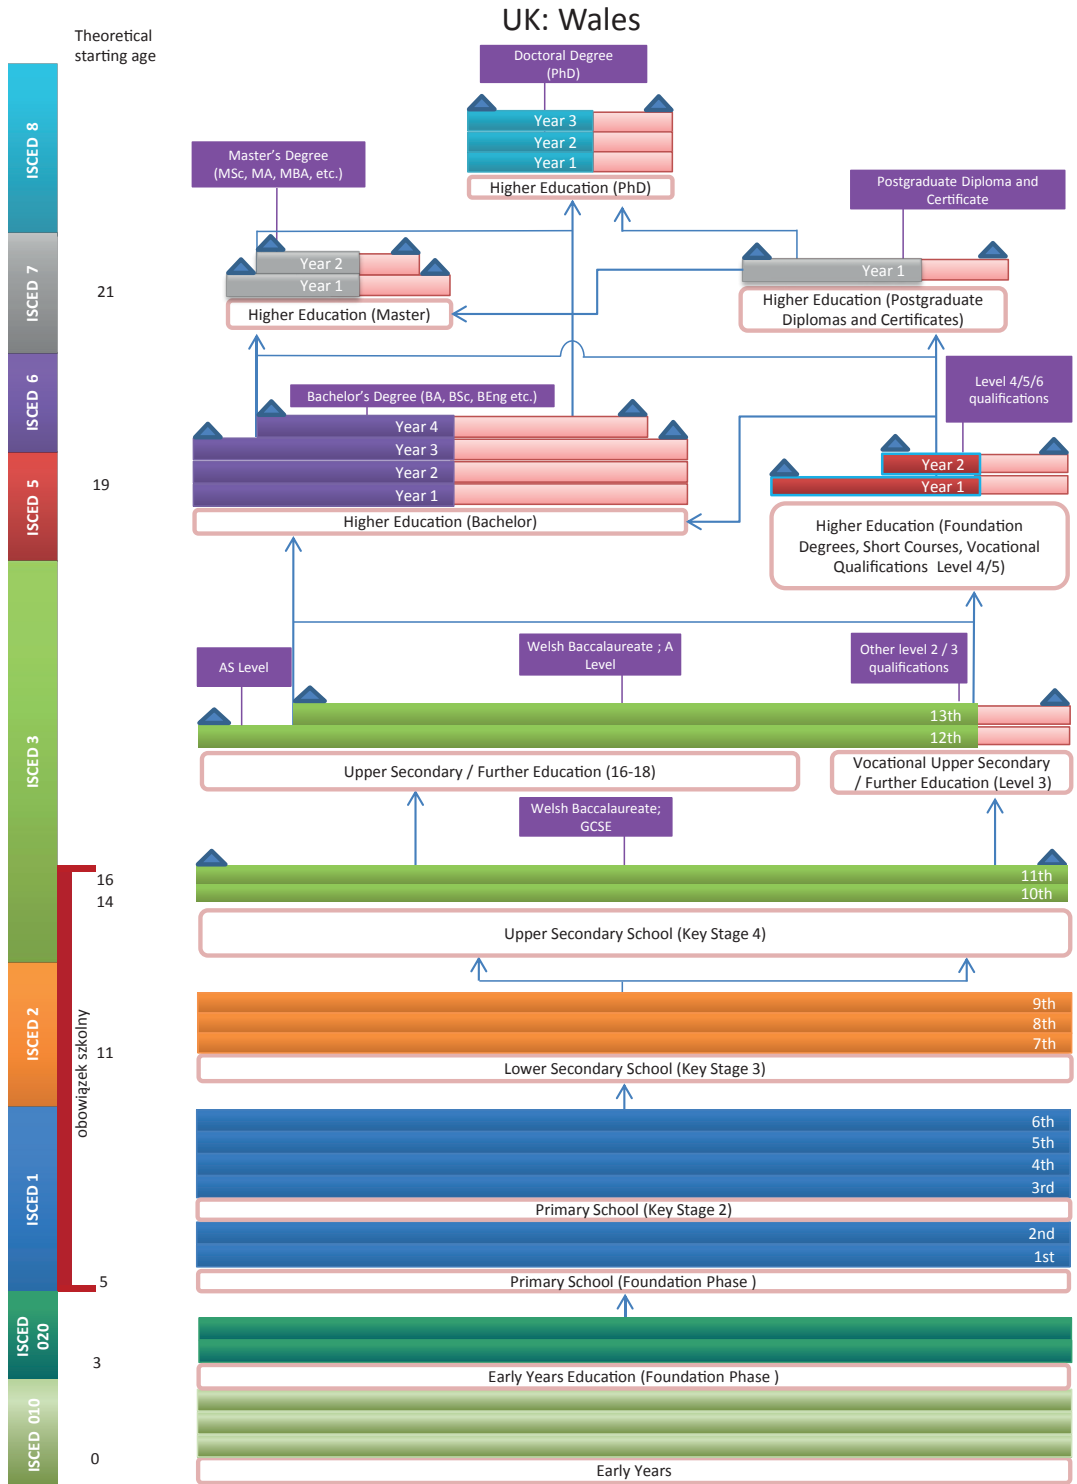 UK: Wales
Theoretical
starting age
Doctoral Degree
(PhD)
ISCED 8
Year 3
Year 2
Year 1
Higher Education (PhD)
Master's Degree
(MSc, MA, MBA, etc.)
Postgraduate Diploma and
Certificate
ISCED 7
21
Year 2
Year 1
Higher Education (Master)
Year 1
Higher Education (Postgraduate
Diplomas and Certificates)
ISCED 6
Bachelor's Degree (BA, BSc, BEng etc.)
Level 4/5/6
qualifications
Year 4
Year 3
Year 2
Year 1
Higher Education (Bachelor)
ISCED 5
19
Year 2
Year 1
Higher Education (Foundation
Degrees, Short Courses, Vocational
Qualifications Level 4/5)
ISCED 3
AS Level
Welsh Baccalaureate ; A
Level
Other level 2 / 3
qualifications
13th
12th
Upper Secondary / Further Education (16-18)
Vocational Upper Secondary
/ Further Education (Level 3)
Welsh Baccalaureate;
GCSE
16
14
11th
10th
Upper Secondary School (Key Stage 4)
ISCED 2
obowiązek szkolny
11
9th
8th
7th
Lower Secondary School (Key Stage 3)
ISCED 1
6th
5th
4th
3rd
Primary School (Key Stage 2)
2nd
1st
5
Primary School (Foundation Phase )
ISCED
020
3
Early Years Education (Foundation Phase )
ISCED 010
0
Early Years